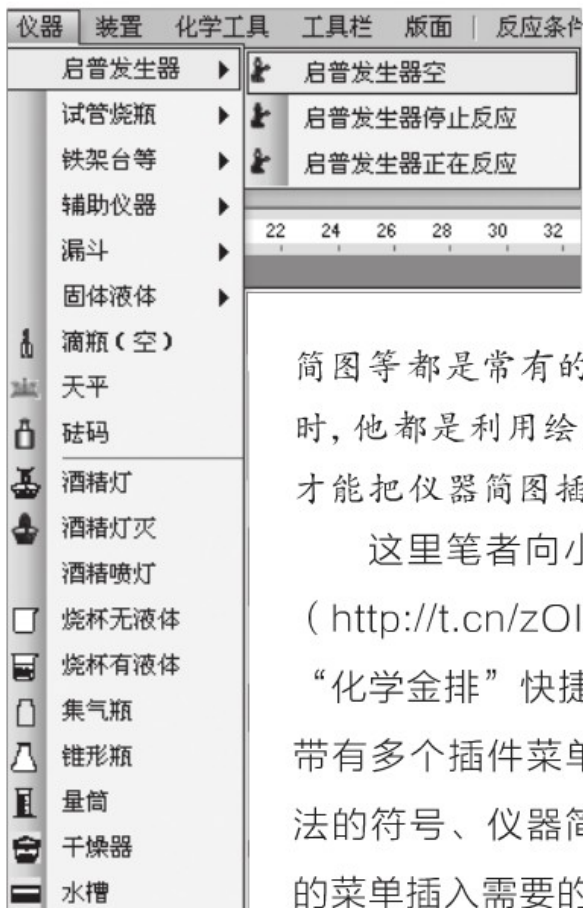 仪器 装置 化学工具 工具栏 版面 反应条件
启普发生器
启普发生器空
试管烧瓶
启普发生器停止反应
铁架台等
启普发生器正在反应
辅助仪器
22 24 26 28 30 32
漏斗
固体液体
滴瓶(空)
天平
砝码
酒精灯
酒精灯灭
酒精喷灯
烧杯无液体
烧杯有液体
集气瓶
锥形瓶
量筒
干燥器
水槽
简图等都是常有的
时,他都是利用绘
才能把仪器简图插
这里笔者向小
(http://t.cn/zOl
“化学金排”快捷
带有多个插件菜单
法的符号、仪器简
的菜单插入需要的